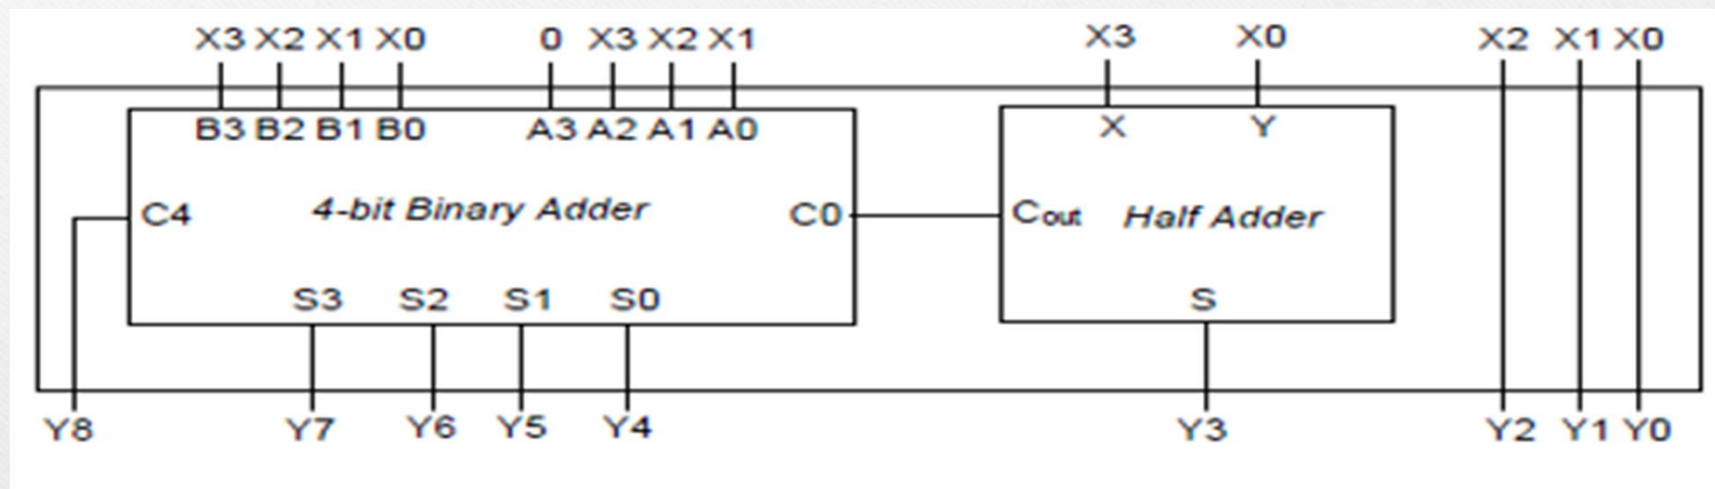 X3 X2 X1 X0 0 X3 X2 X1 X3 X0 X2 X1 X0
B3 B2 B1 B0 A3 A2 A1 A0 X Y
C4 4-bit Binary Adder C0 Cout Half Adder
S3 S2 S1 S0 S
Y8 Y7 Y6 Y5 Y4 Y3 Y2 Y1 Y0